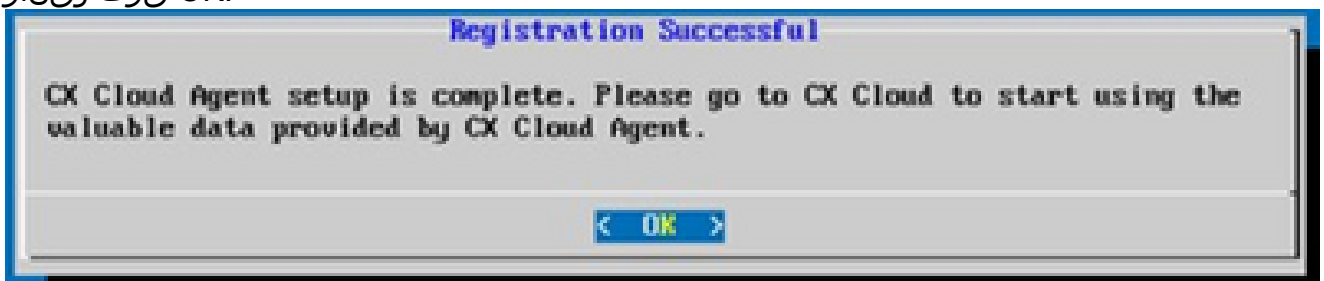 Registration Successful
CX Cloud Agent setup is complete. Please go to CX Cloud to start using the
valuable data provided by CX Cloud Agent.
< OK >